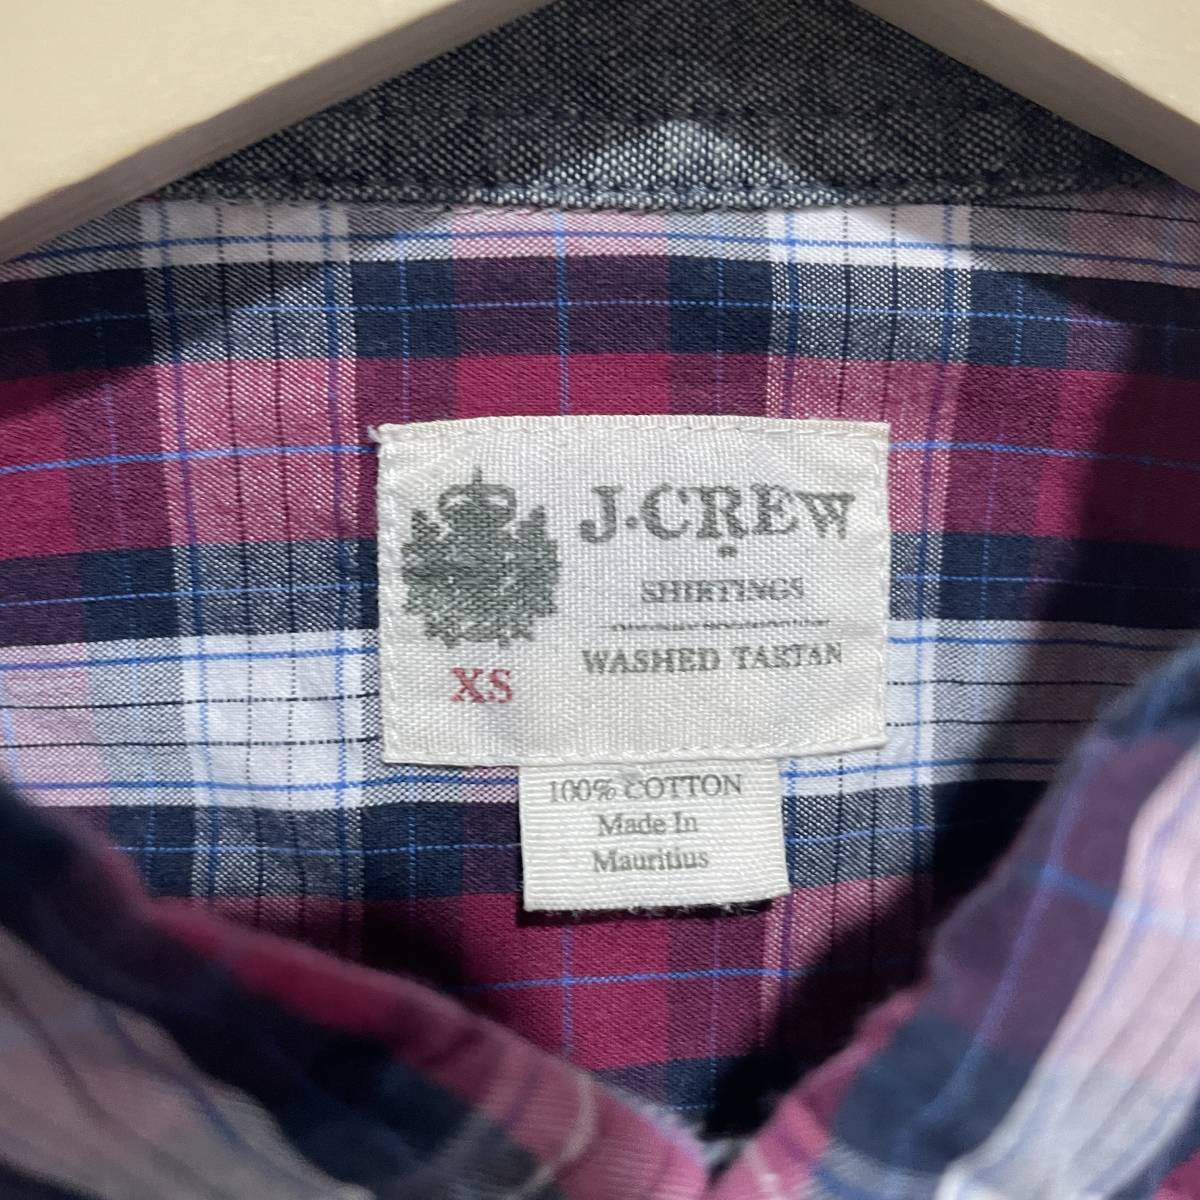 J.CREW
SHIRTINGS
WASHED TARTAN
XS
100% COTTON
Made In
Mauritius